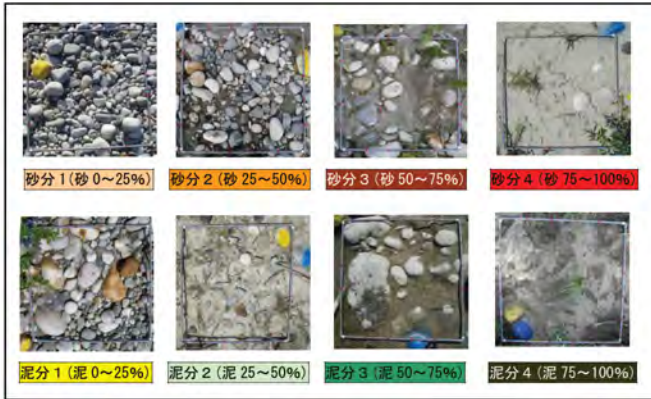 砂分1(砂 0～25%)
砂分2(砂 25～50%)
砂分3(砂 50～75%)
砂分4(砂 75～100%)
泥分1(泥 0～25%)
泥分2(泥 25～50%)
泥分3(泥 50～75%)
泥分4(泥 75～100%)